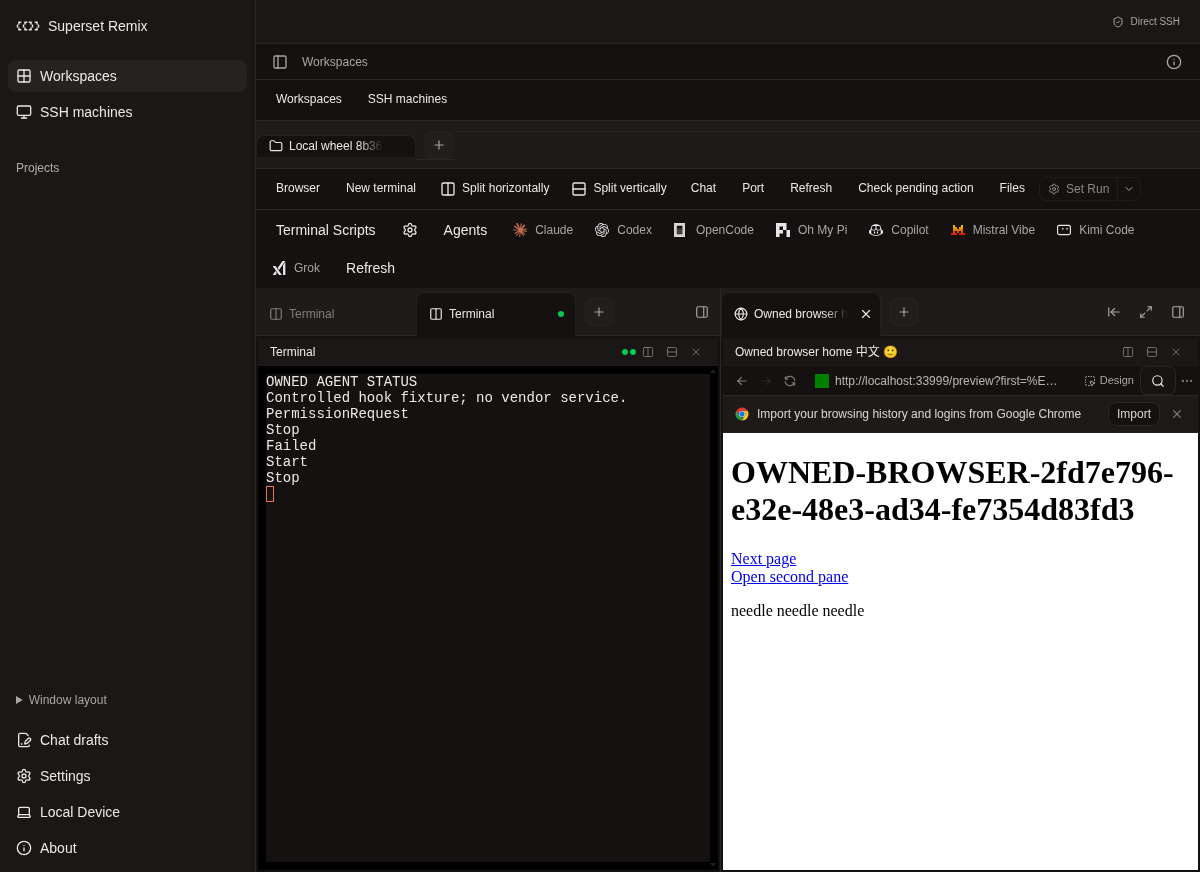 Superset Remix
Direct SSH
Workspaces
SSH machines
Projects
Workspaces
Workspaces SSH machines
Local wheel 8b36
Browser New terminal Split horizontally Split vertically Chat Port Refresh Check pending action Files Set Run
Terminal Scripts Agents Claude Codex OpenCode Oh My Pi Copilot Mistral Vibe Kimi Code
Grok Refresh
Terminal Terminal
Terminal
OWNED AGENT STATUS
Controlled hook fixture; no vendor service.
PermissionRequest
Stop
Failed
Start
Stop
Owned browser
Owned browser home 中文 🙂
http://localhost:33999/preview?first=%E… Design
Import your browsing history and logins from Google Chrome Import
OWNED-BROWSER-2fd7e796-
e32e-48e3-ad34-fe7354d83fd3
Next page
Open second pane
needle needle needle
Window layout
Chat drafts
Settings
Local Device
About